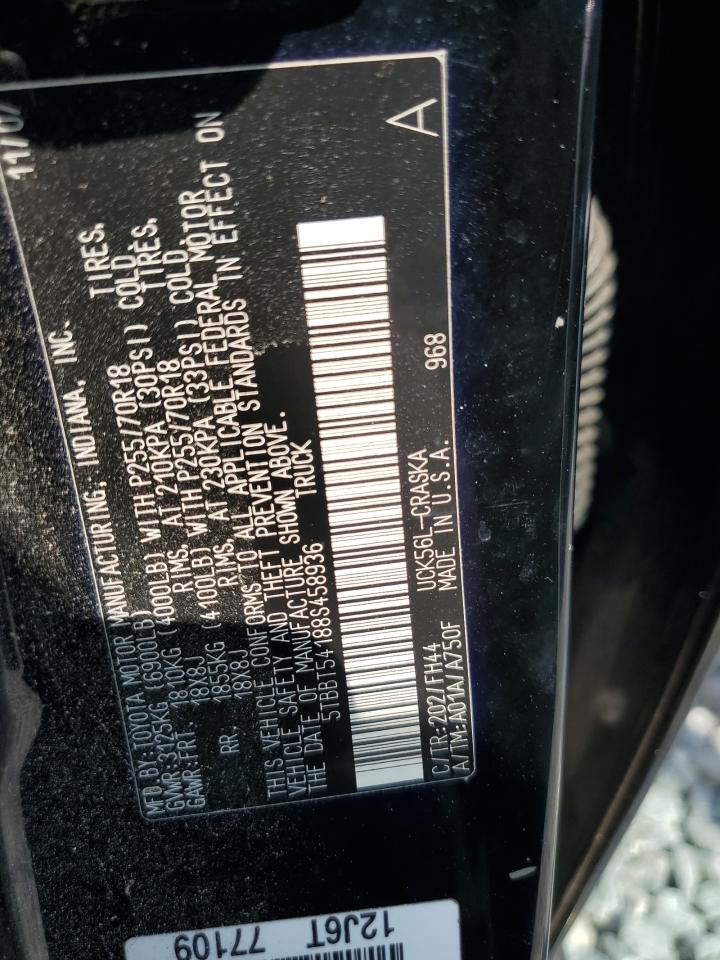 11/07
MFD BY: TOYOTA MOTOR MANUFACTURING, INDIANA, INC.
GVWR: 3125KG (6900LB)
GAWR: FRT: 1810KG (4000LB) WITH P255/70R18 TIRES,
18X8J RIMS, AT 210KPA (30PSI) COLD
RR: 1855KG (4100LB) WITH P255/70R18 TIRES,
18X8J RIMS, AT 230KPA (33PSI) COLD.
THIS VEHICLE CONFORMS TO ALL APPLICABLE FEDERAL MOTOR
VEHICLE SAFETY AND THEFT PREVENTION STANDARDS IN EFFECT ON
THE DATE OF MANUFACTURE SHOWN ABOVE.
5TBBT54188S458936 TRUCK
A
C/TR: 202/FH44 UCK56L-CRASKA 968
A/TM: A01A/A750F MADE IN U.S.A.
12J6T
77109